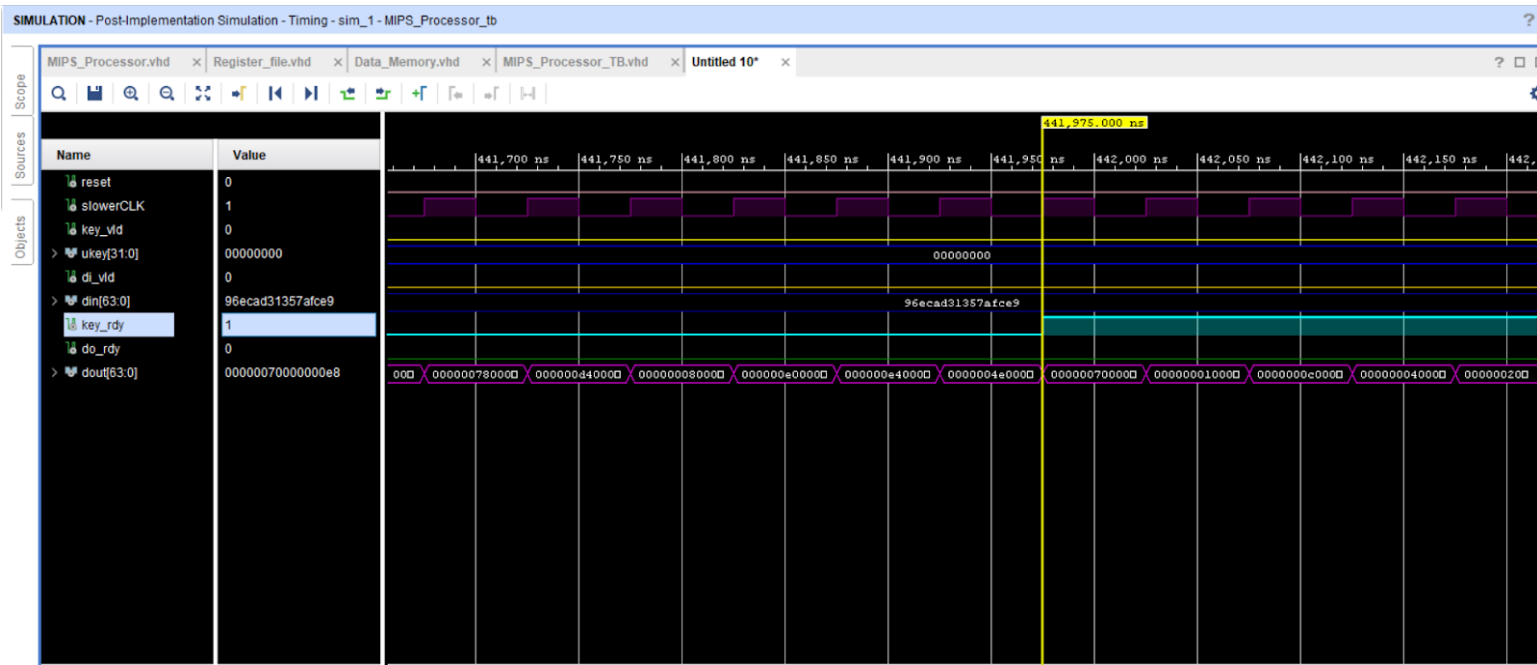 SIMULATION - Post-Implementation Simulation - Timing - sim_1 - MIPS_Processor_tb ?
MIPS_Processor.vhd × Register_file.vhd × Data_Memory.vhd × MIPS_Processor_TB.vhd × Untitled 10* × ?
Scope
Sources
Objects
441,975.000 ns
Name Value
441,700 ns 441,750 ns 441,800 ns 441,850 ns 441,900 ns 441,950 ns 442,000 ns 442,050 ns 442,100 ns 442,150 ns 442,
reset 0
slowerCLK 1
key_vld 0
ukey[31:0] 00000000 00000000
di_vld 0
din[63:0] 96ecad31357afce9 96ecad31357afce9
key_rdy 1
do_rdy 0
dout[63:0] 00000070000000e8 000 00000078000 000000d4000 00000008000 000000e0000 000000e4000 0000004e000 00000070000 00000001000 0000000c000 00000004000 00000020